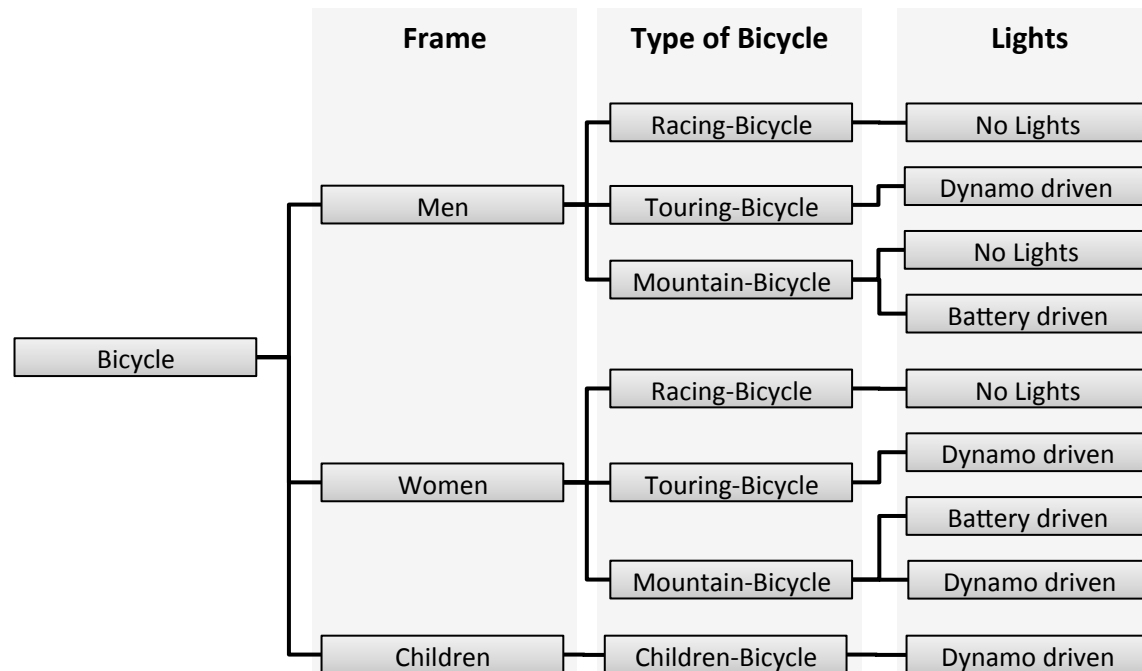 Frame
Type of Bicycle
Lights
Racing-Bicycle
No Lights
Men
Touring-Bicycle
Dynamo driven
Mountain-Bicycle
No Lights
Battery driven
Bicycle
Racing-Bicycle
No Lights
Women
Touring-Bicycle
Dynamo driven
Mountain-Bicycle
Battery driven
Dynamo driven
Children
Children-Bicycle
Dynamo driven